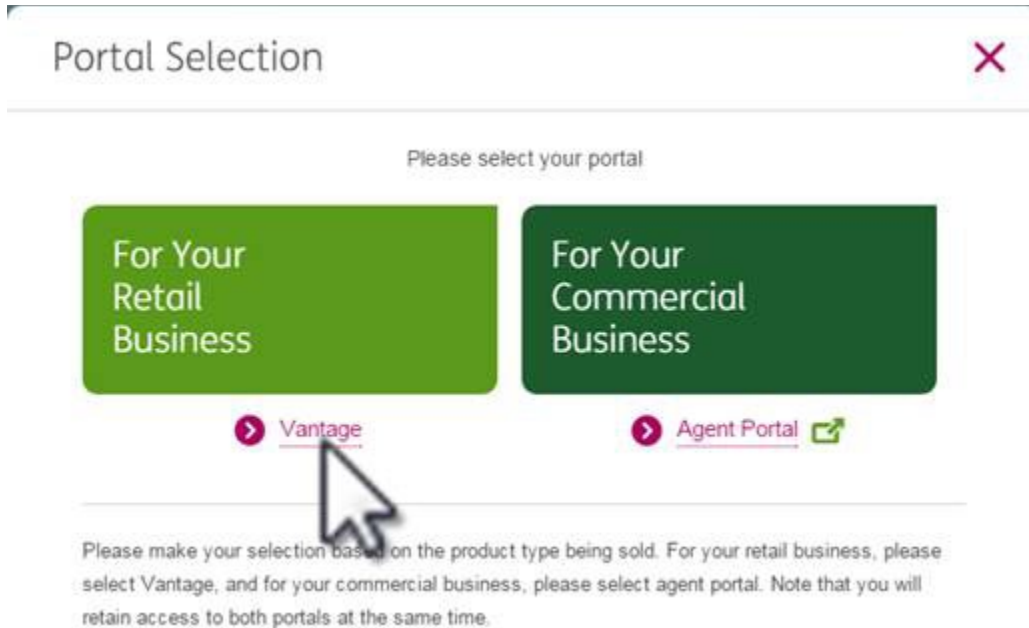 Portal Selection
Please select your portal
For Your
Retail
Business
For Your
Commercial
Business
Vantage
Agent Portal
Please make your selection based on the product type being sold. For your retail business, please
select Vantage, and for your commercial business, please select agent portal. Note that you will
retain access to both portals at the same time.